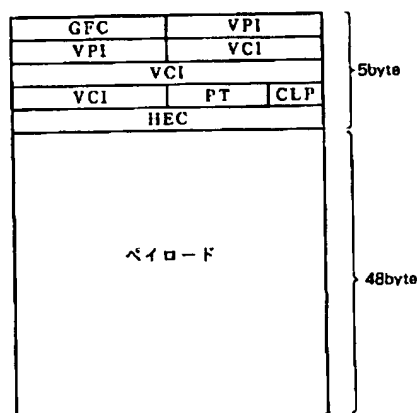 GFC VPI
VPI VCI
VCI
VCI PT CLP
HEC
5byte
ペイロード
48byte